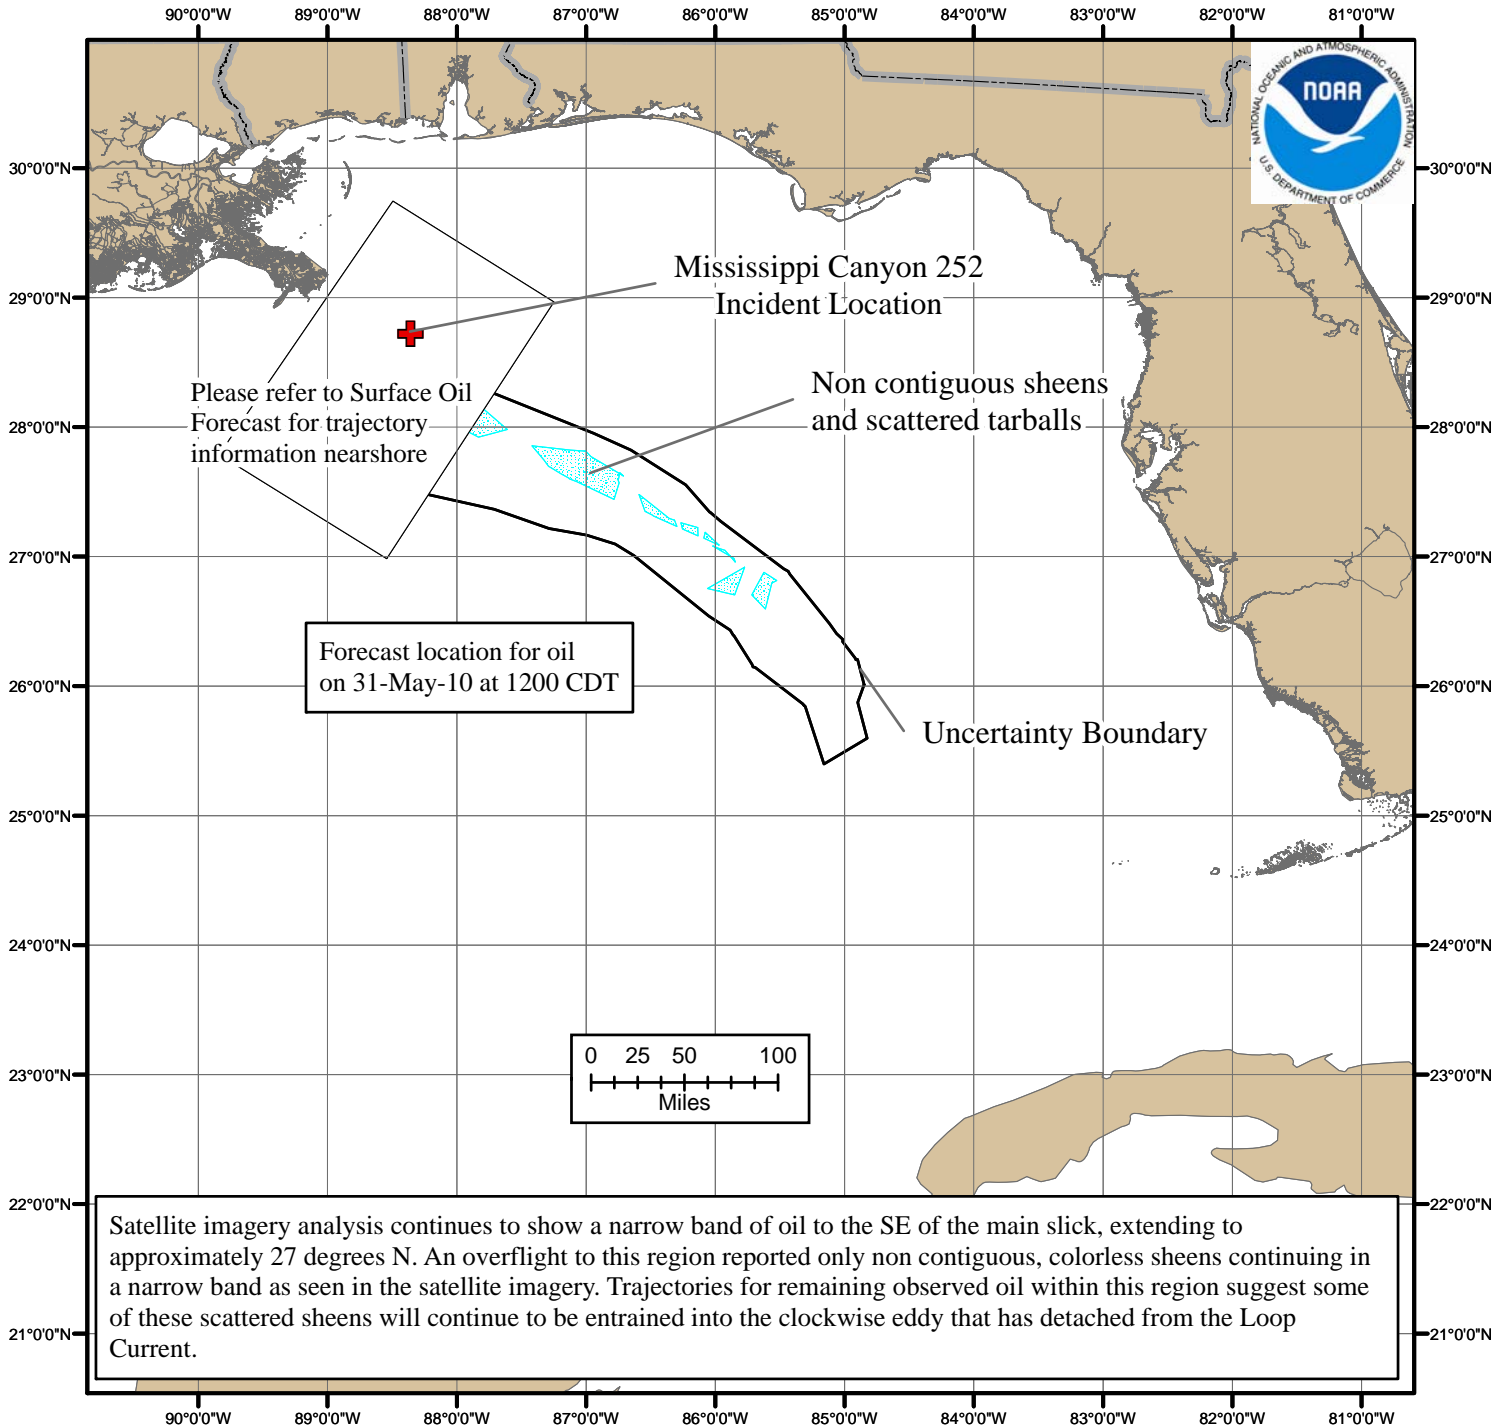 90°0'0"W 89°0'0"W 88°0'0"W 87°0'0"W 86°0'0"W 85°0'0"W 84°0'0"W 83°0'0"W 82°0'0"W 81°0'0"W
NATIONAL OCEANIC AND ATMOSPHERIC ADMINISTRATION
NOAA
U.S. DEPARTMENT OF COMMERCE
30°0'0"N 30°0'0"N
Mississippi Canyon 252
Incident Location
29°0'0"N 29°0'0"N
Non contiguous sheens
and scattered tarballs
Please refer to Surface Oil
Forecast for trajectory
information nearshore
28°0'0"N 28°0'0"N
27°0'0"N 27°0'0"N
Forecast location for oil
on 31-May-10 at 1200 CDT
26°0'0"N 26°0'0"N
Uncertainty Boundary
25°0'0"N 25°0'0"N
24°0'0"N 24°0'0"N
0 25 50 100
Miles
23°0'0"N 23°0'0"N
22°0'0"N 22°0'0"N
Satellite imagery analysis continues to show a narrow band of oil to the SE of the main slick, extending to
approximately 27 degrees N. An overflight to this region reported only non contiguous, colorless sheens continuing in
a narrow band as seen in the satellite imagery. Trajectories for remaining observed oil within this region suggest some
of these scattered sheens will continue to be entrained into the clockwise eddy that has detached from the Loop
Current.
21°0'0"N 21°0'0"N
90°0'0"W 89°0'0"W 88°0'0"W 87°0'0"W 86°0'0"W 85°0'0"W 84°0'0"W 83°0'0"W 82°0'0"W 81°0'0"W